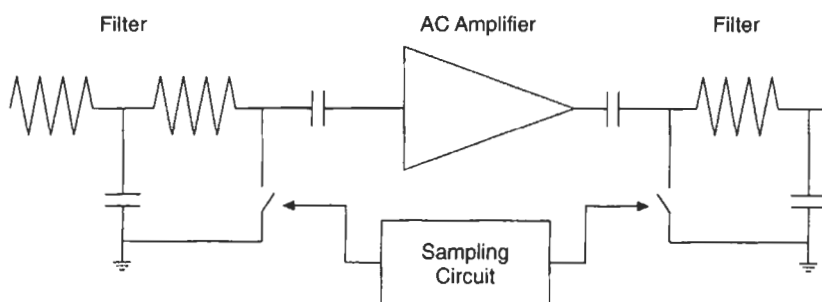 Filter
AC Amplifier
Filter
Sampling
Circuit